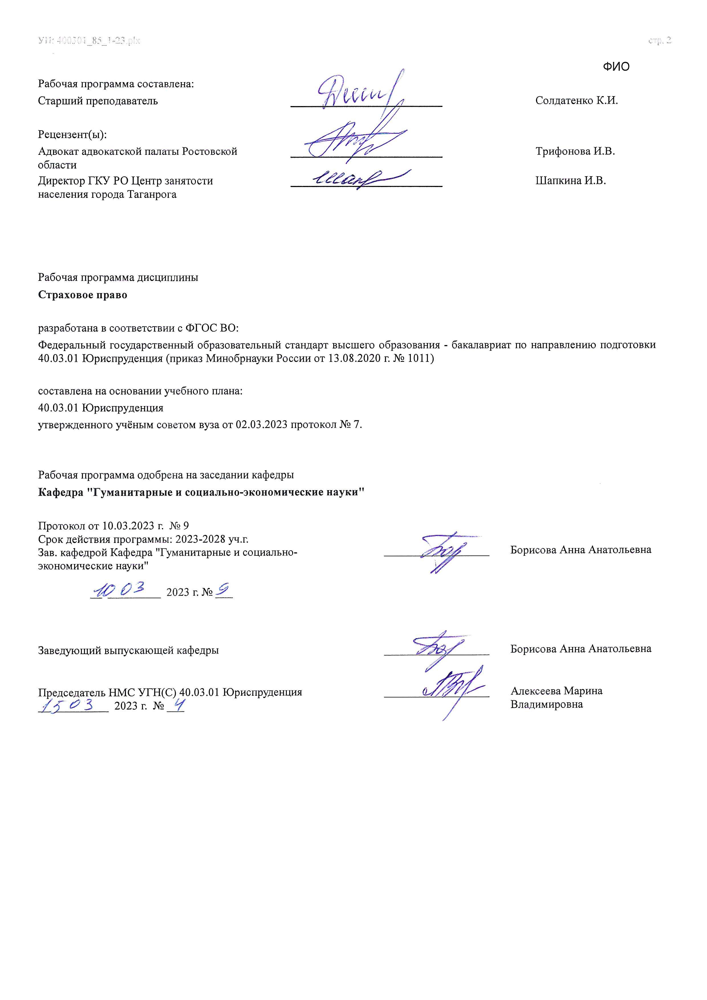 УП: 400301_85_1-23.plx стр. 2
ФИО
Рабочая программа составлена:
Старший преподаватель Солдатенко К.И.
Рецензент(ы):
Адвокат адвокатской палаты Ростовской Трифонова И.В.
области
Директор ГКУ РО Центр занятости Шапкина И.В.
населения города Таганрога
Рабочая программа дисциплины
Страховое право
разработана в соответствии с ФГОС ВО:
Федеральный государственный образовательный стандарт высшего образования - бакалавриат по направлению подготовки
40.03.01 Юриспруденция (приказ Минобрнауки России от 13.08.2020 г. № 1011)
составлена на основании учебного плана:
40.03.01 Юриспруденция
утвержденного учёным советом вуза от 02.03.2023 протокол № 7.
Рабочая программа одобрена на заседании кафедры
Кафедра "Гуманитарные и социально-экономические науки"
Протокол от 10.03.2023 г. № 9
Срок действия программы: 2023-2028 уч.г.
Зав. кафедрой Кафедра "Гуманитарные и социально- Борисова Анна Анатольевна
экономические науки"
10 03 2023 г. № 9
Заведующий выпускающей кафедры Борисова Анна Анатольевна
Председатель НМС УГН(С) 40.03.01 Юриспруденция Алексеева Марина
15 03 2023 г. № 4 Владимировна